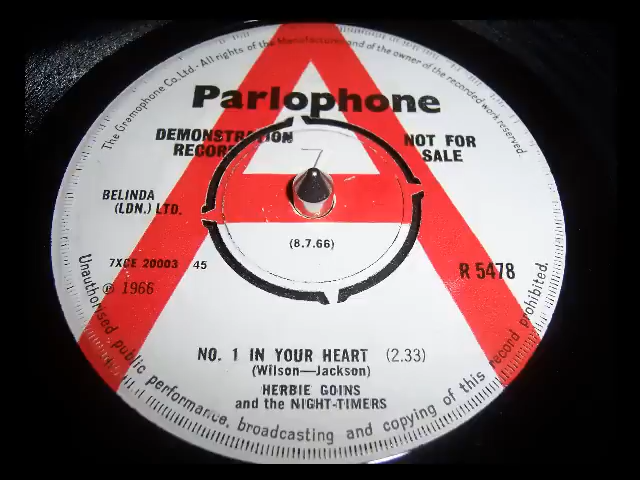 The Gramophone Co. Ltd. - All rights of the Manufacturer and of the owner of the recorded work reserved.
Parlophone
DEMONSTRATION
RECORD
NOT FOR
SALE
BELINDA
(LDN.) LTD.
7
(8.7.66)
7XCE 20003 45
℗ 1966
R 5478
NO. 1 IN YOUR HEART (2.33)
(Wilson—Jackson)
HERBIE GOINS
and the NIGHT-TIMERS
Unauthorised public performance, broadcasting and copying of this record prohibited.